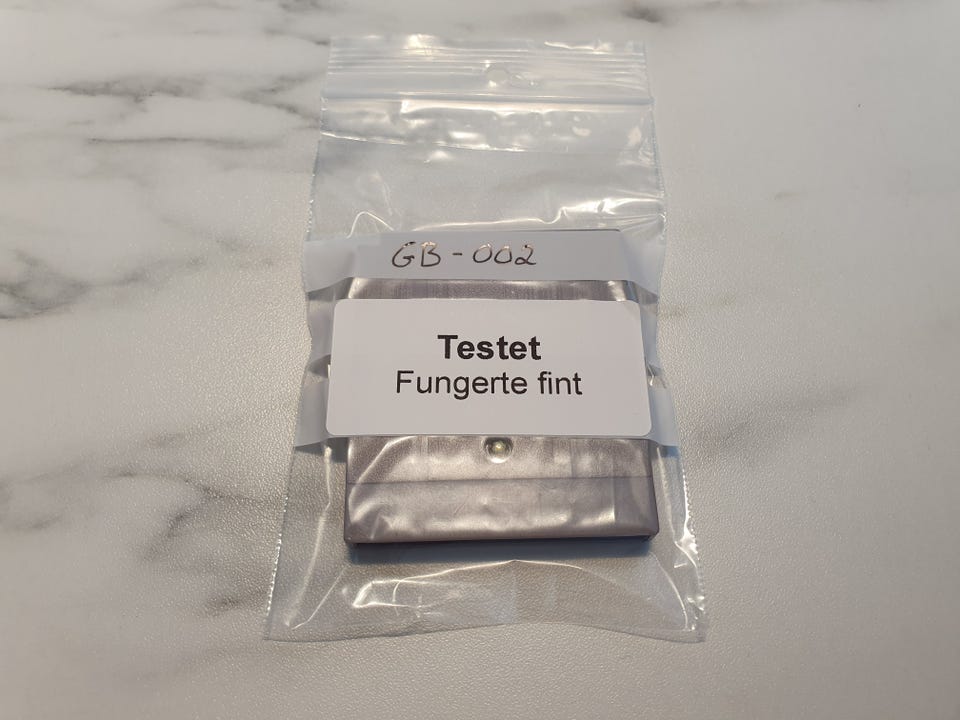 GB-002
Testet
Fungerte fint